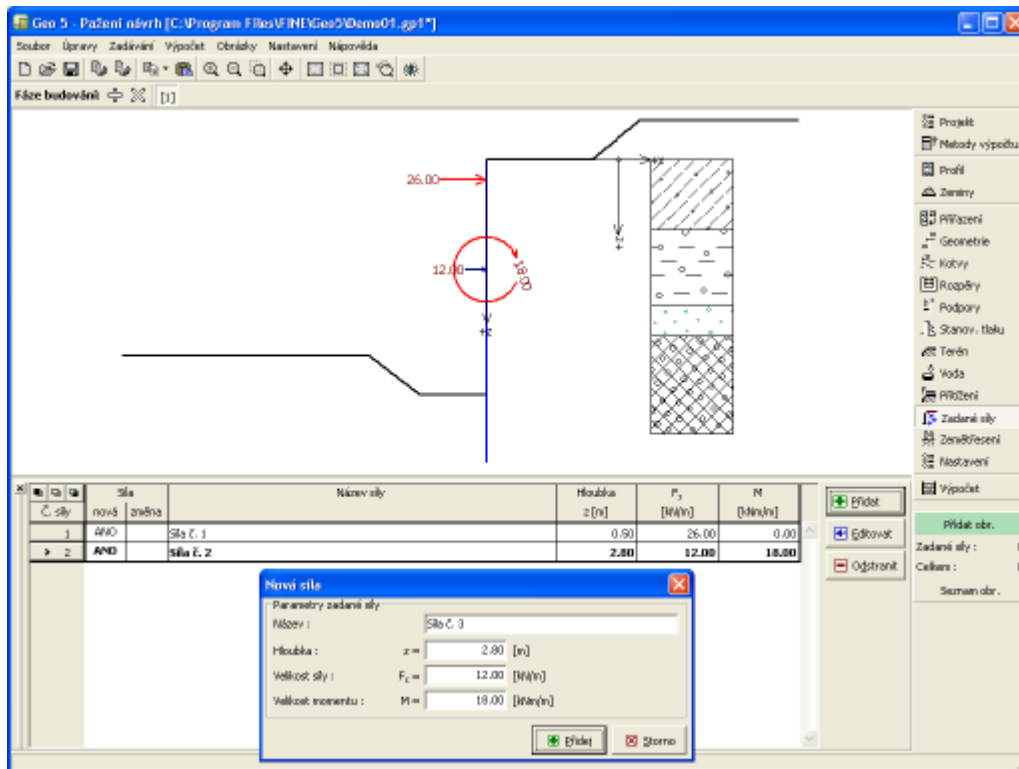 Geo 5 - Pažení návrh [C:\Program Files\FINE\Geo5\Demo01.gp1*]
Soubor Úpravy Zadávání Výpočet Obrázky Nastavení Nápověda
Fáze budování: [1]
26.00
12.00
18.00
+x
+z
+z
Projekt
Metody výpočtu
Profil
Zeminy
Přiřazení
Geometrie
Kotvy
Rozpěry
Podpory
Stanov. tlaku
Terén
Voda
Přitížení
Zadané síly
Zemětřesení
Nastavení
Výpočet
Síla Název síly Hloubka M
Č. síly nová změna z [m] [kN/m] [kNm/m]
1 ANO Síla č. 1 0.50 26.00 0.00
> 2 ANO Síla č. 2 2.80 12.00 18.00
Přidat
Editovat
Odstranit
Přidat obr.
Zadané síly :
Celkem :
Seznam obr.
Nová síla
Parametry zadané síly
Název : Síla č. 3
Hloubka : z = 2.80 [m]
Velikost síly : 12.00 [kN/m]
Velikost momentu : M = 18.00 [kNm/m]
Přidat Storno